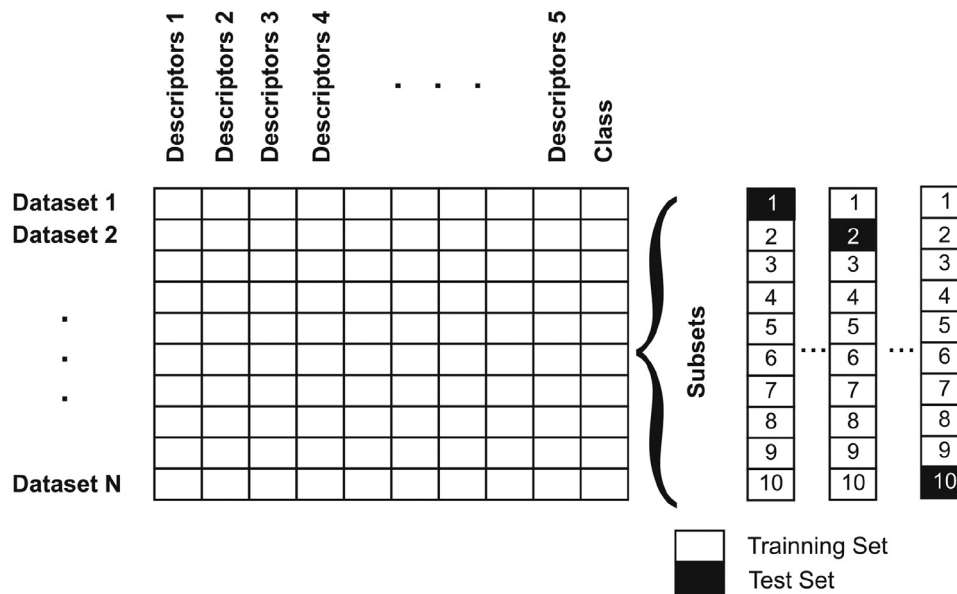 Descriptors 1
Descriptors 2
Descriptors 3
Descriptors 4
. . .
Descriptors 5
Class
Dataset 1
Dataset 2
.
.
.
Dataset N
Subsets
1 1 1
2 2 2
3 3 3
4 4 4
5 5 5
6 ... 6 ... 6
7 7 7
8 8 8
9 9 9
10 10 10
Trainning Set
Test Set